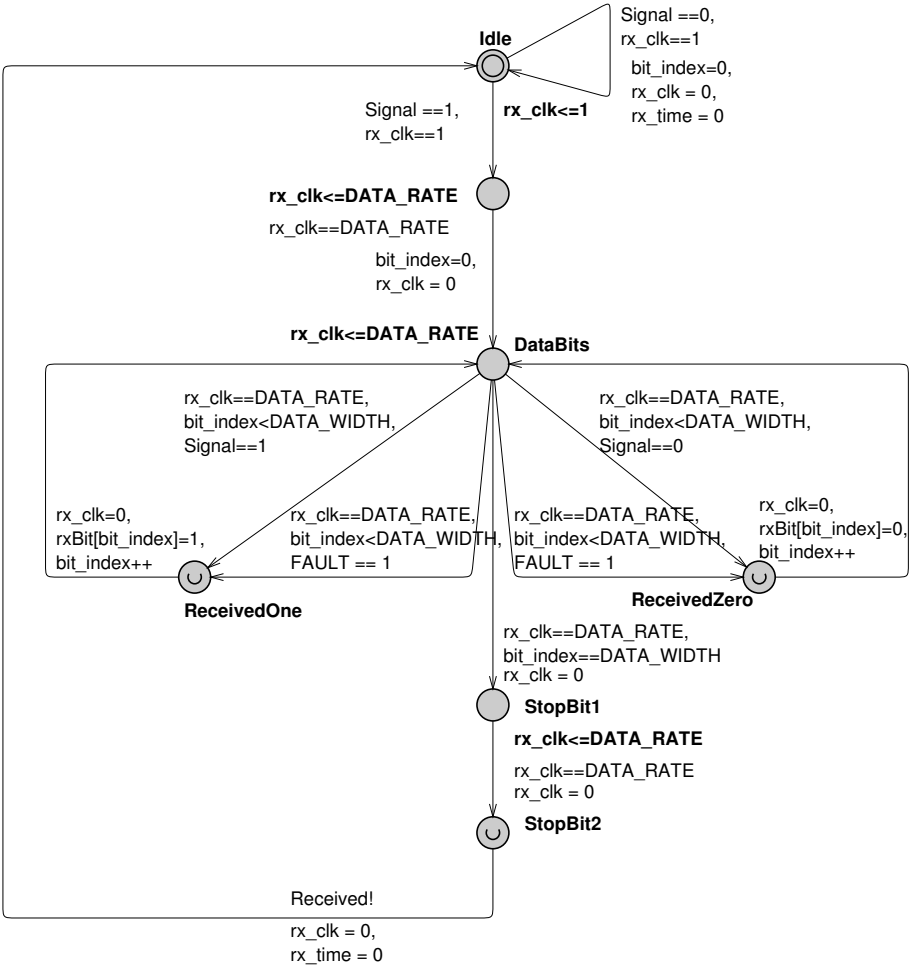 Signal ==0,
rx_clk==1
bit_index=0,
rx_clk = 0,
rx_time = 0
Idle
Signal ==1,
rx_clk==1
rx_clk<=1
rx_clk<=DATA_RATE
rx_clk==DATA_RATE
bit_index=0,
rx_clk = 0
rx_clk<=DATA_RATE
DataBits
rx_clk==DATA_RATE,
bit_index<DATA_WIDTH,
Signal==1
rx_clk==DATA_RATE,
bit_index<DATA_WIDTH,
Signal==0
rx_clk=0,
rxBit[bit_index]=1,
bit_index++
rx_clk==DATA_RATE,
bit_index<DATA_WIDTH,
FAULT == 1
rx_clk==DATA_RATE,
bit_index<DATA_WIDTH,
FAULT == 1
rx_clk=0,
rxBit[bit_index]=0,
bit_index++
ReceivedOne
ReceivedZero
rx_clk==DATA_RATE,
bit_index==DATA_WIDTH
rx_clk = 0
StopBit1
rx_clk<=DATA_RATE
rx_clk==DATA_RATE
rx_clk = 0
StopBit2
Received!
rx_clk = 0,
rx_time = 0